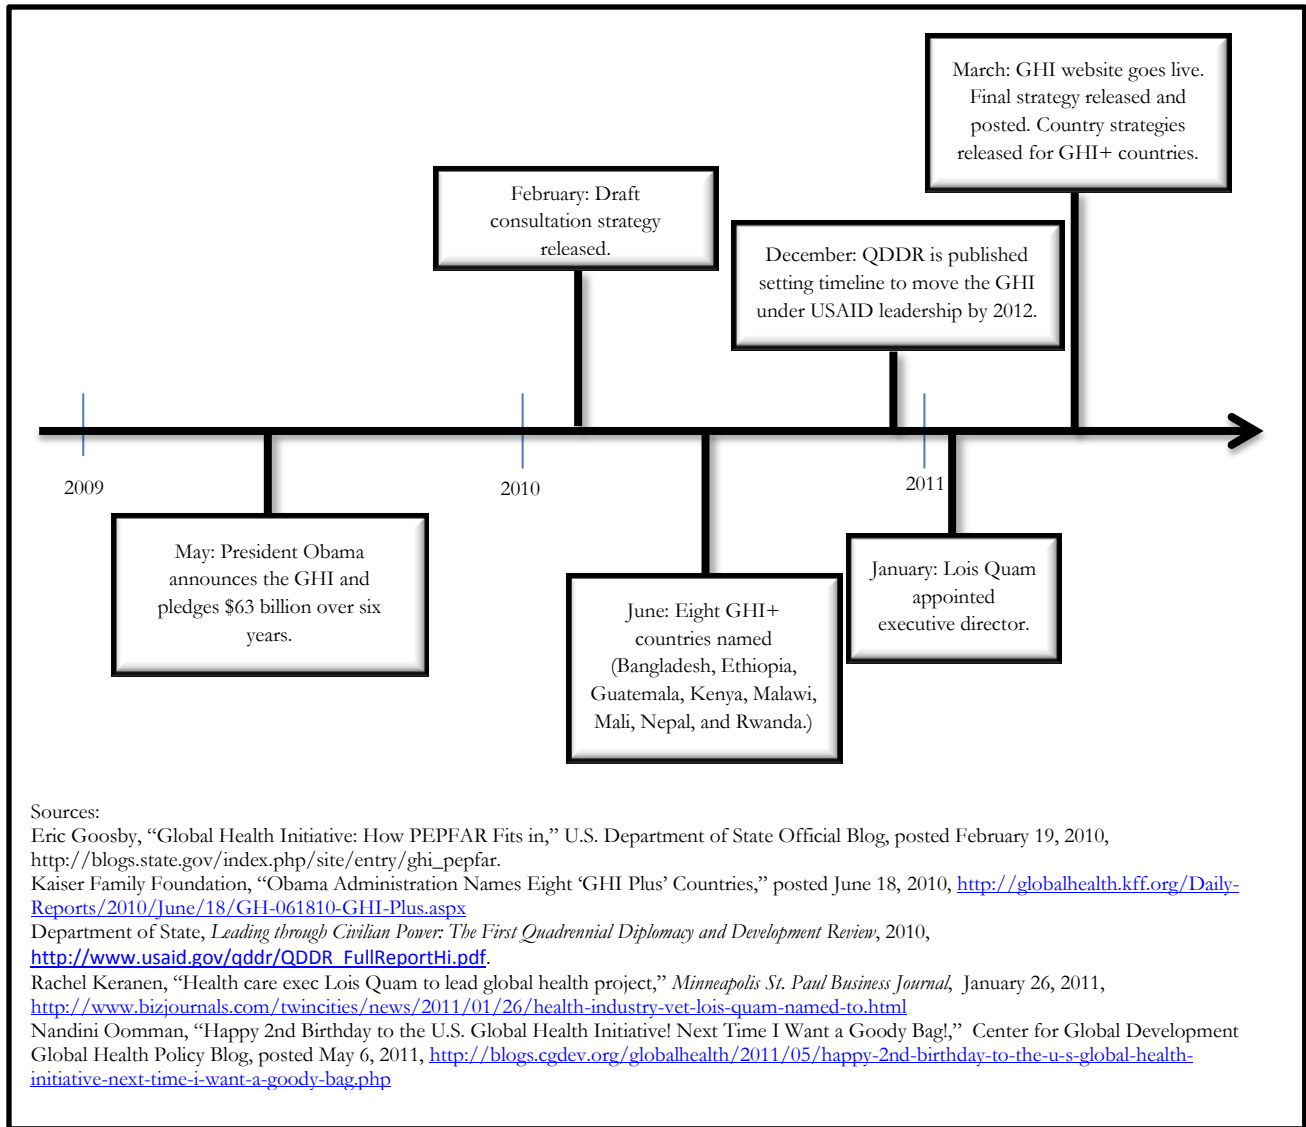 March: GHI website goes live.
Final strategy released and
posted. Country strategies
released for GHI+ countries.
February: Draft
consultation strategy
released.
December: QDDR is published
setting timeline to move the GHI
under USAID leadership by 2012.
2009
2010
2011
May: President Obama
announces the GHI and
pledges $63 billion over six
years.
June: Eight GHI+
countries named
(Bangladesh, Ethiopia,
Guatemala, Kenya, Malawi,
Mali, Nepal, and Rwanda.)
January: Lois Quam
appointed
executive director.
Sources:
Eric Goosby, “Global Health Initiative: How PEPFAR Fits in,” U.S. Department of State Official Blog, posted February 19, 2010,
http://blogs.state.gov/index.php/site/entry/ghi_pepfar.
Kaiser Family Foundation, “Obama Administration Names Eight ‘GHI Plus’ Countries,” posted June 18, 2010, http://globalhealth.kff.org/Daily-
Reports/2010/June/18/GH-061810-GHI-Plus.aspx
Department of State, Leading through Civilian Power: The First Quadrennial Diplomacy and Development Review, 2010,
http://www.usaid.gov/qddr/QDDR_FullReportHi.pdf.
Rachel Keranen, “Health care exec Lois Quam to lead global health project,” Minneapolis St. Paul Business Journal, January 26, 2011,
http://www.bizjournals.com/twincities/news/2011/01/26/health-industry-vet-lois-quam-named-to.html
Nandini Oomman, “Happy 2nd Birthday to the U.S. Global Health Initiative! Next Time I Want a Goody Bag!,” Center for Global Development
Global Health Policy Blog, posted May 6, 2011, http://blogs.cgdev.org/globalhealth/2011/05/happy-2nd-birthday-to-the-u-s-global-health-
initiative-next-time-i-want-a-goody-bag.php